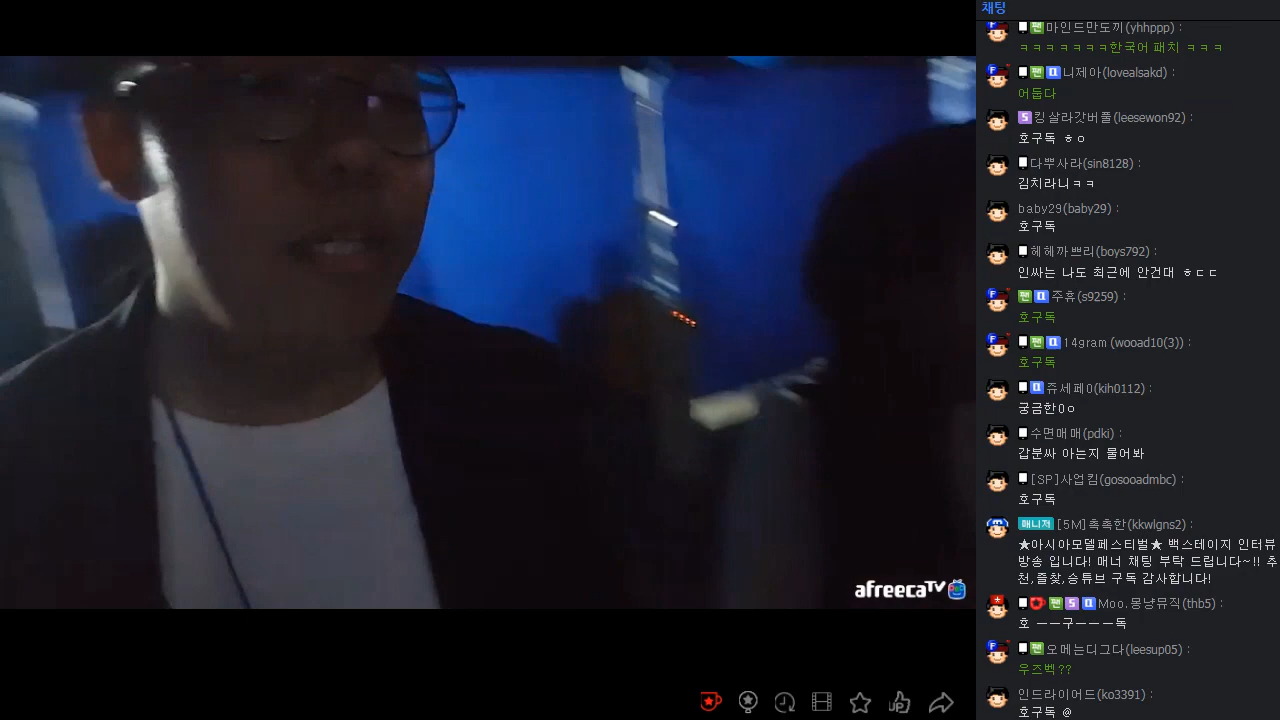 채팅
팬 마인드만도끼(yhhppp) :
ㅋㅋㅋㅋㅋㅋㅋ한국어 패치 ㅋㅋㅋ
팬 니제아(lovealsakd) :
어둡다
S 킹살라갓버풀(leesewon92) :
호구독 ㅎㅇ
다뿌사라(sin8128) :
김치라니ㅋㅋ
baby29(baby29) :
호구독
헤헤까쁘리(boys792) :
인싸는 나도 최근에 안건대 ㅎㄷㄷ
팬 주휴(s9259) :
호구독
팬 14gram(wooad10(3)) :
호구독
쥬세페0(kih0112) :
궁금한0ㅇ
수면매매(pdki) :
갑분싸 아는지 물어봐
[SP]사업킴(gosooadmbc) :
호구독
매니저 [5M]촉촉한(kkwlgns2) :
★아시아모델페스티벌★ 백스테이지 인터뷰
방송 입니다! 매너 채팅 부탁 드립니다~!! 추
천,즐찾,승튜브 구독 감사합니다!
팬 S Moo.몽냥뮤직(thb5) :
호 ㅡㅡ구ㅡㅡㅡ독
팬 오메는디그다(leesup05) :
우즈벡??
인드라이어드(ko3391) :
호구독 @
afreecaTV
UP